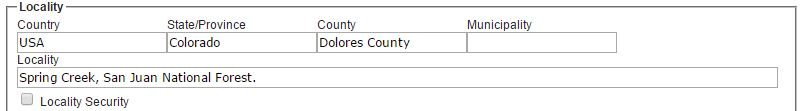 Locality
Country State/Province County Municipality
USA Colorado Dolores County
Locality
Spring Creek, San Juan National Forest.
Locality Security